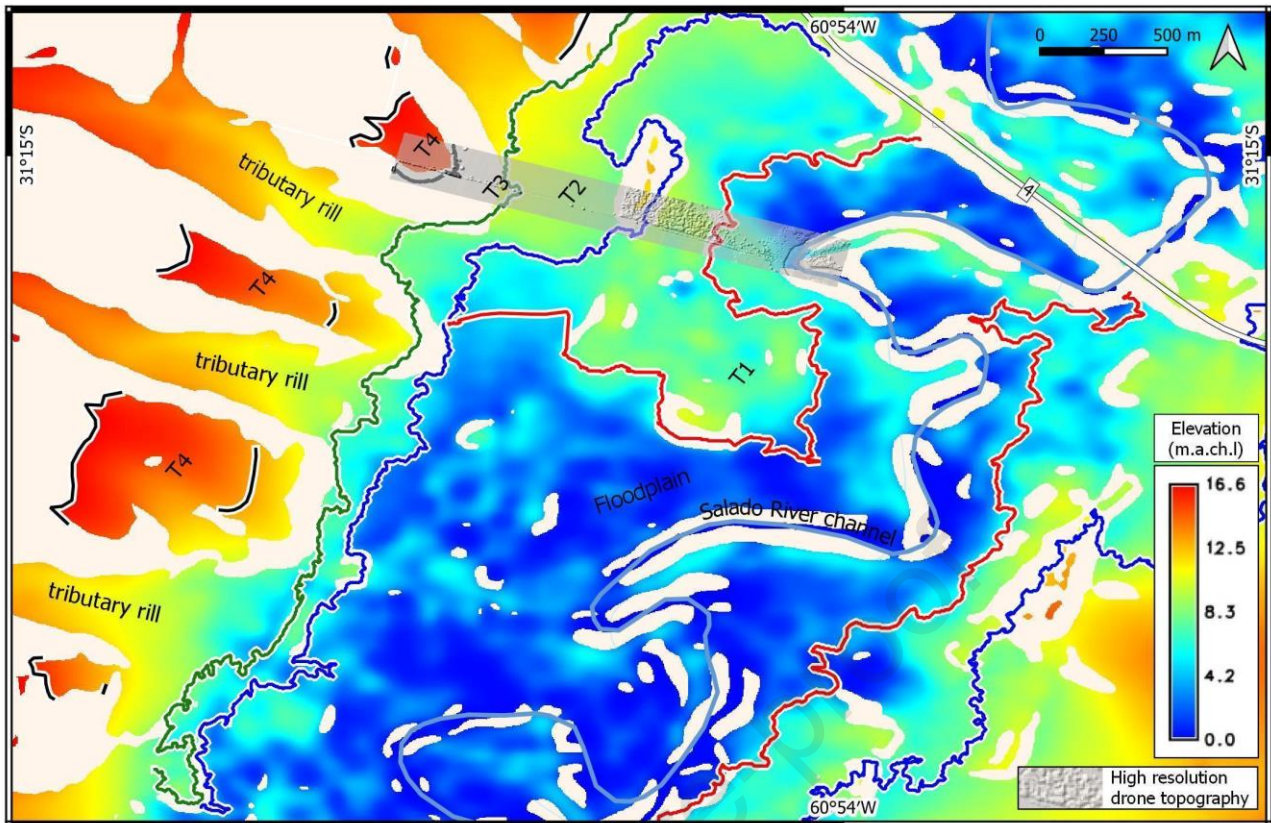 60°54′W
0 250 500 m
31°15′S
31°15′S
T4
tributary rill
T3
T2
4
T4
tributary rill
T1
T4
Floodplain
Salado River channel
tributary rill
Elevation
(m.a.ch.l)
16.6
12.5
8.3
4.2
0.0
High resolution
drone topography
60°54′W